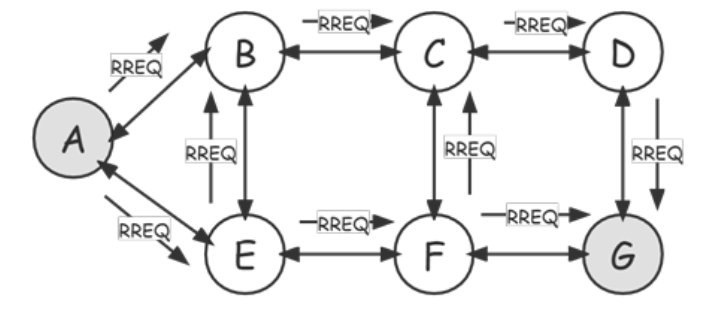 RREQ RREQ
B C D
RREQ
A RREQ RREQ RREQ
RREQ RREQ RREQ
E F G